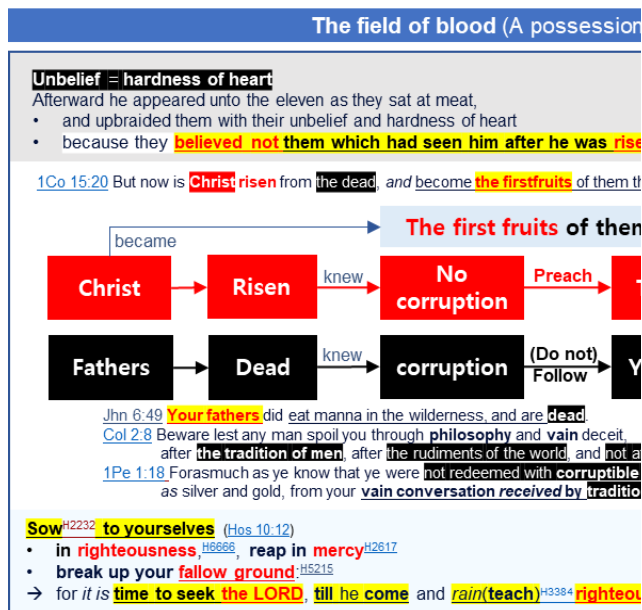 The field of blood (A possession
Unbelief = hardness of heart
Afterward he appeared unto the eleven as they sat at meat,
• and upbraided them with their unbelief and hardness of heart
• because they believed not them which had seen him after he was rise
1Co 15:20 But now is Christ risen from the dead, and become the firstfruits of them th
became
The first fruits of them
Christ
Risen
knew
No corruption
Preach
T
Fathers
Dead
knew
corruption
(Do not) Follow
Y
Jhn 6:49 Your fathers did eat manna in the wilderness, and are dead.
Col 2:8 Beware lest any man spoil you through philosophy and vain deceit,
after the tradition of men, after the rudiments of the world, and not a
1Pe 1:18 Forasmuch as ye know that ye were not redeemed with corruptible
as silver and gold, from your vain conversation received by traditio
Sow H2232 to yourselves (Hos 10:12)
• in righteousness, H6666, reap in mercy H2617
• break up your fallow ground: H5215
→ for it is time to seek the LORD, till he come and rain(teach) H3384 righteou